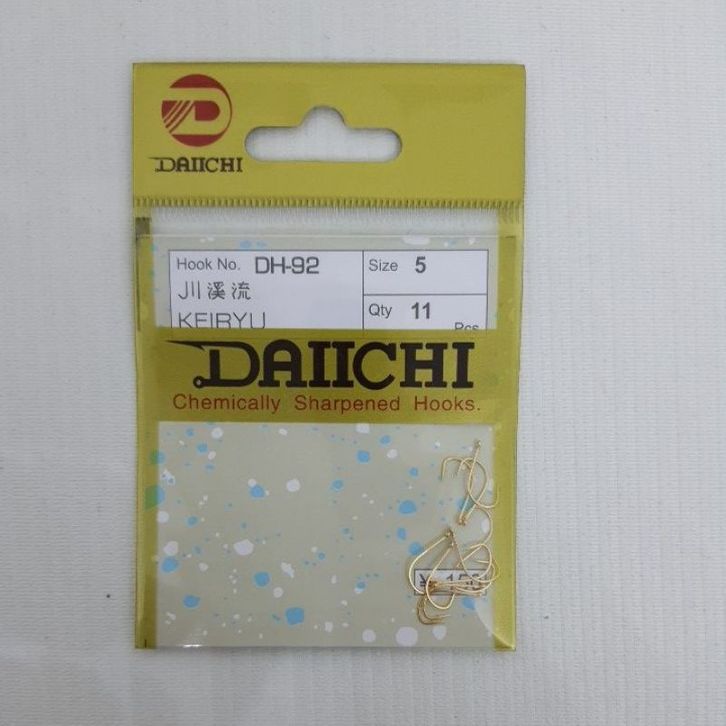 DAIICHI
Hook No. DH-92
Size 5
川溪流
Qty 11
KEIRYU
Pcs
DAIICHI
Chemically Sharpened Hooks.